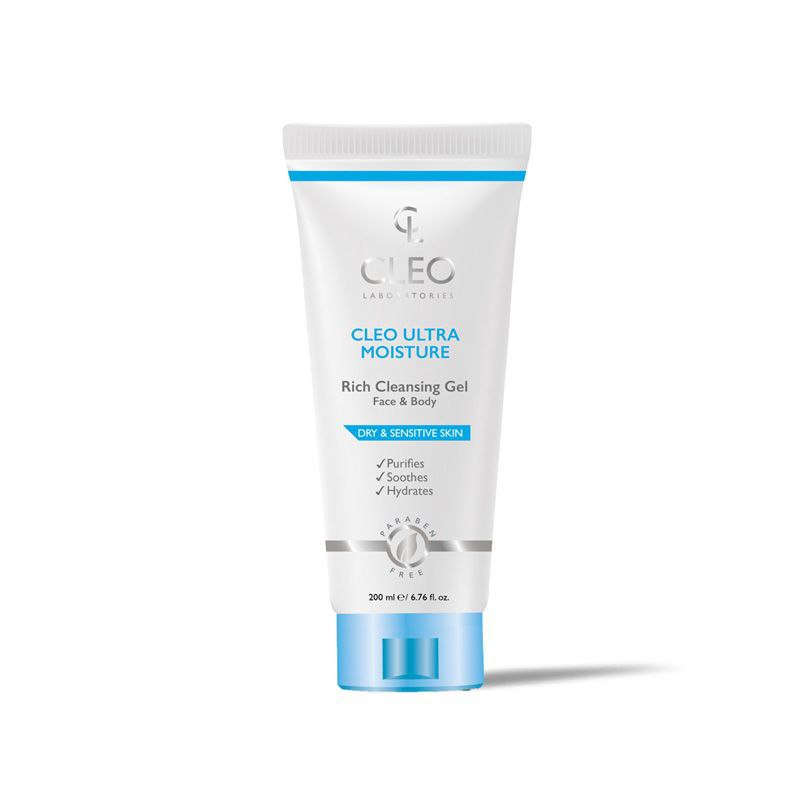 CL
CLEO
LABORATORIES
CLEO ULTRA
MOISTURE
Rich Cleansing Gel
Face & Body
DRY & SENSITIVE SKIN
✓Purifies
✓Soothes
✓Hydrates
PARABEN
FREE
200 ml ℮/ 6.76 fl. oz.